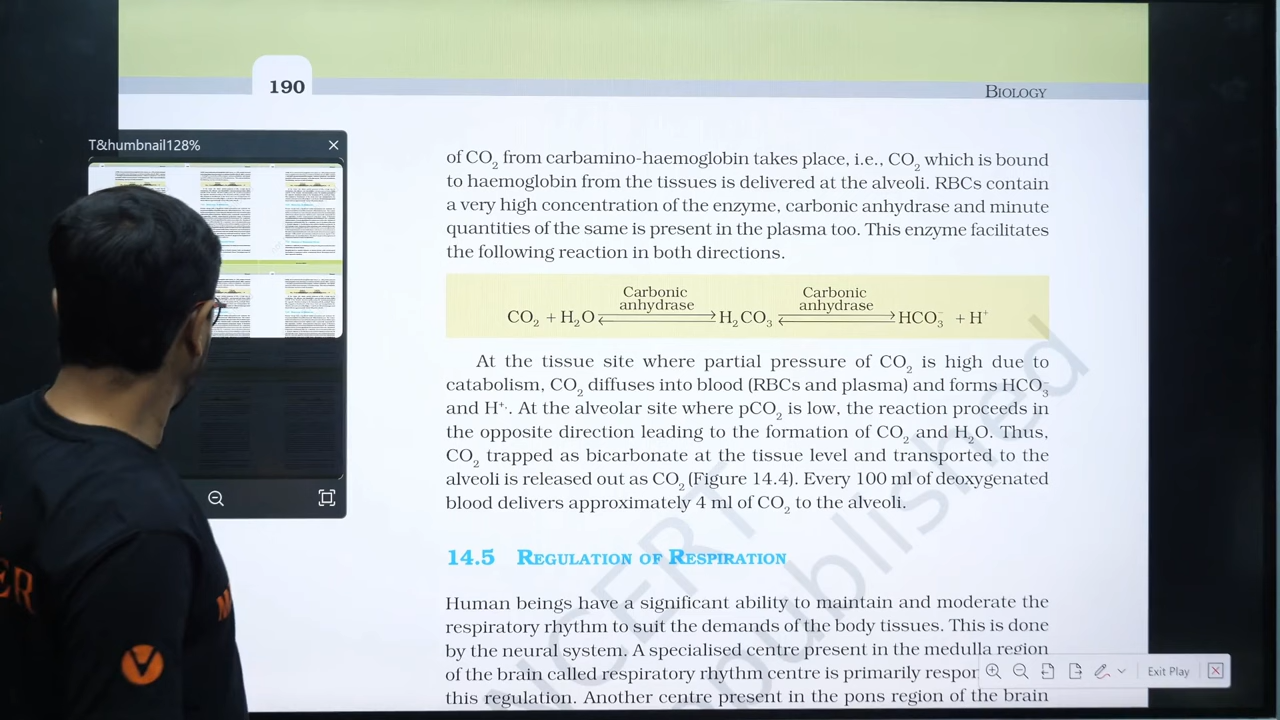 190
BIOLOGY
T&humbnail128%
of CO2 from carbamino-haemoglobin takes place, i.e., CO2 which is bound
to haemoglobin from the tissues is delivered at the alveoli. RBCs contain
a very high concentration of the enzyme, carbonic anhydrase and minute
quantities of the same is present in the plasma too. This enzyme facilitates
the following reaction in both directions.
Carbonic anhydrase Carbonic anhydrase
CO2 + H2O H2CO3 HCO3 + H
At the tissue site where partial pressure of CO2 is high due to
catabolism, CO2 diffuses into blood (RBCs and plasma) and forms HCO3-
and H+. At the alveolar site where pCO2 is low, the reaction proceeds in
the opposite direction leading to the formation of CO2 and H2O. Thus,
CO2 trapped as bicarbonate at the tissue level and transported to the
alveoli is released out as CO2 (Figure 14.4). Every 100 ml of deoxygenated
blood delivers approximately 4 ml of CO2 to the alveoli.
14.5 REGULATION OF RESPIRATION
Human beings have a significant ability to maintain and moderate the
respiratory rhythm to suit the demands of the body tissues. This is done
by the neural system. A specialised centre present in the medulla region
of the brain called respiratory rhythm centre is primarily respon
this regulation. Another centre present in the pons region of the brain
Exit Play
NCERT
published
ER